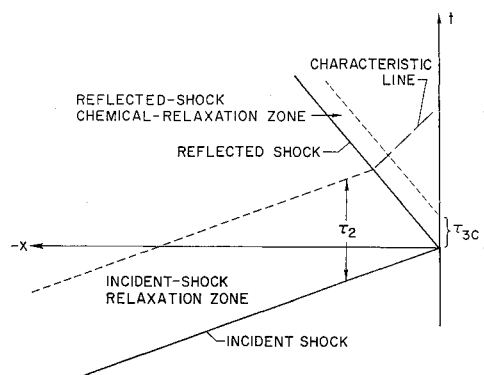 t
CHARACTERISTIC
LINE
REFLECTED-SHOCK
CHEMICAL-RELAXATION ZONE
REFLECTED SHOCK
τ2
τ3C
-X
INCIDENT-SHOCK
RELAXATION ZONE
INCIDENT SHOCK